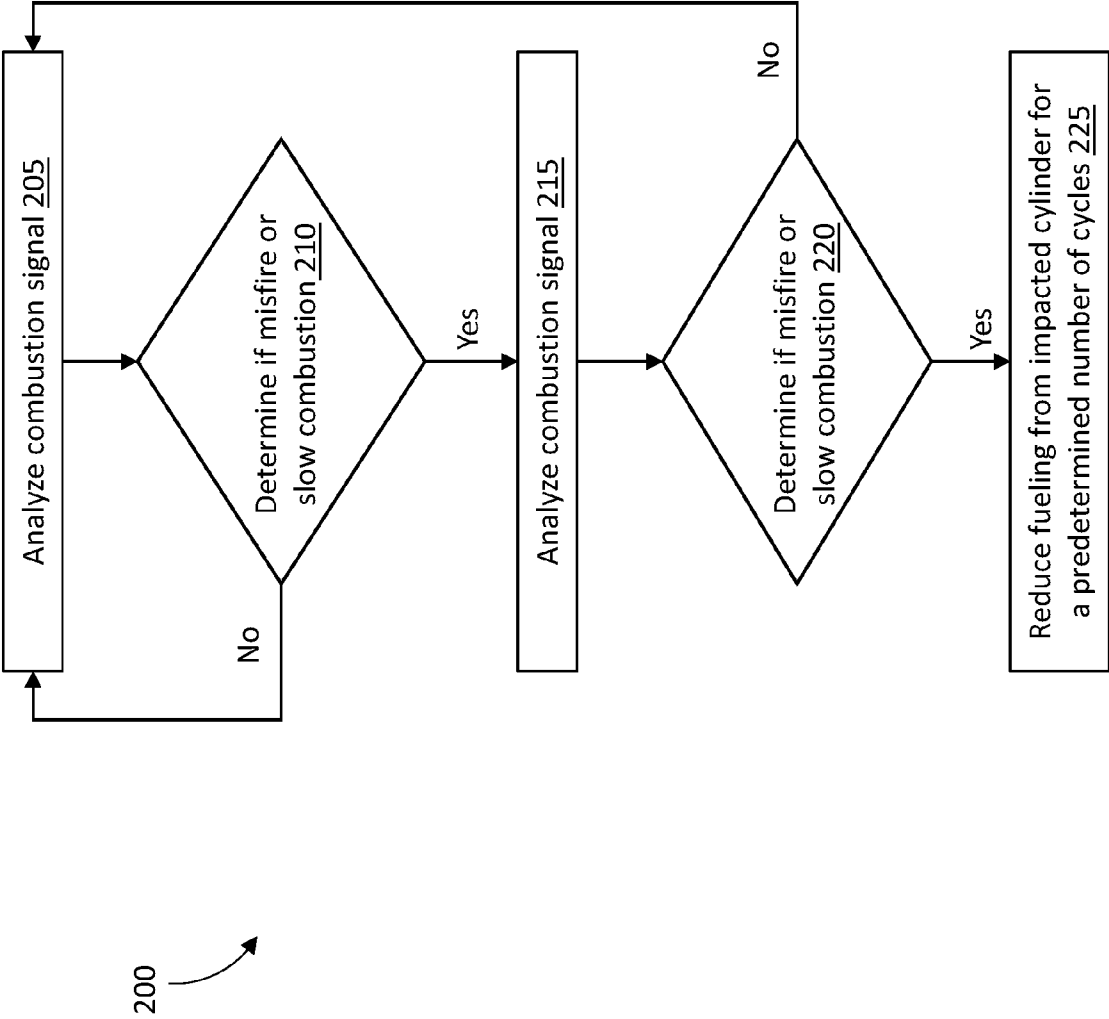 200
Analyze combustion signal 205
Determine if misfire or
slow combustion 210
No
Yes
Analyze combustion signal 215
Determine if misfire or
slow combustion 220
No
Yes
Reduce fueling from impacted cylinder for
a predetermined number of cycles 225